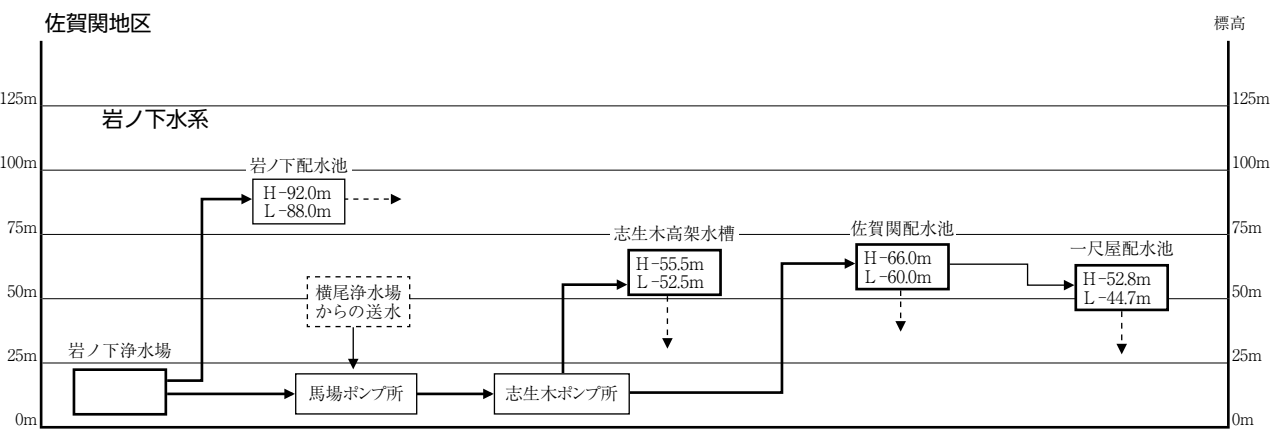 佐賀関地区
標高
125m
125m
岩ノ下水系
100m
岩ノ下配水池
100m
H-92.0m
L-88.0m
75m
志生木高架水槽
佐賀関配水池
75m
一尺屋配水池
H-55.5m
L-52.5m
H-66.0m
L-60.0m
H-52.8m
L-44.7m
横尾浄水場
からの送水
50m
50m
岩ノ下浄水場
25m
25m
馬場ポンプ所
志生木ポンプ所
0m
0m